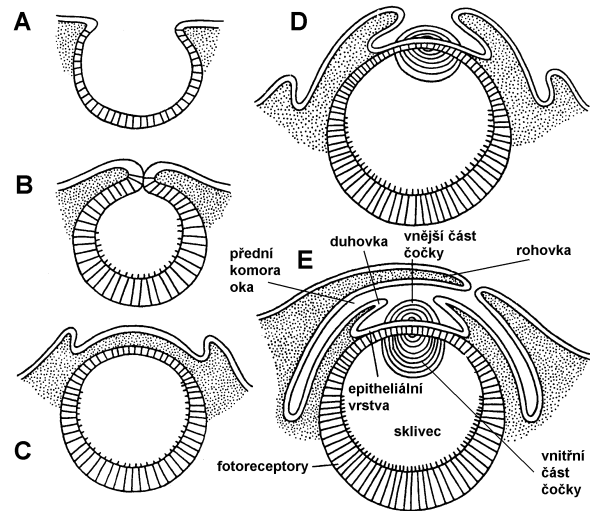 A
D
B
E
C
přední
komora
oka
duhovka
vnější část
čočky
rohovka
epitheliální
vrstva
sklivec
fotoreceptory
vnitřní
část
čočky